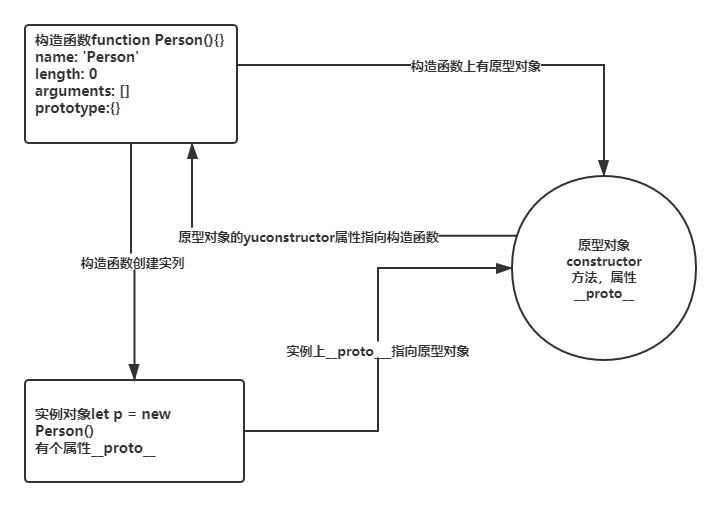 构造函数function Person(){}
name: 'Person'
length: 0
arguments: []
prototype:{}
构造函数上有原型对象
原型对象的yuconstructor属性指向构造函数
原型对象
constructor
方法，属性
__proto__
构造函数创建实列
实例上__proto___指向原型对象
实例对象let p = new
Person()
有个属性__proto__